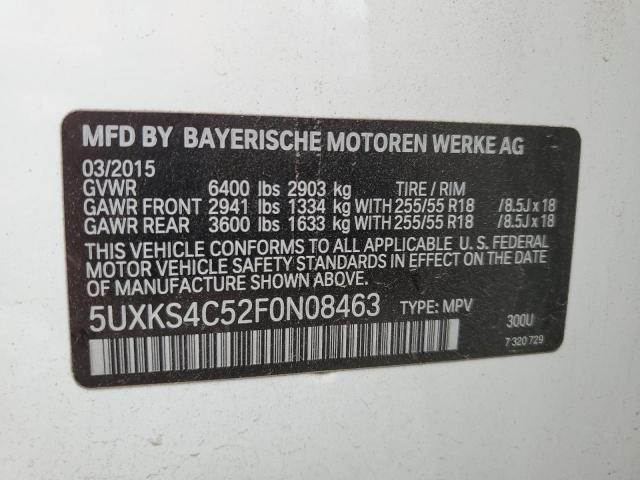 MFD BY BAYERISCHE MOTOREN WERKE AG
03/2015
GVWR 6400 lbs 2903 kg TIRE / RIM
GAWR FRONT 2941 lbs 1334 kg WITH 255/55 R18 /8.5J x 18
GAWR REAR 3600 lbs 1633 kg WITH 255/55 R18 /8.5J x 18
THIS VEHICLE CONFORMS TO ALL APPLICABLE U. S. FEDERAL
MOTOR VEHICLE SAFETY STANDARDS IN EFFECT ON THE DATE
OF MANUFACTURE SHOWN ABOVE.
5UXKS4C52F0N08463 TYPE: MPV 300U
7 320 729